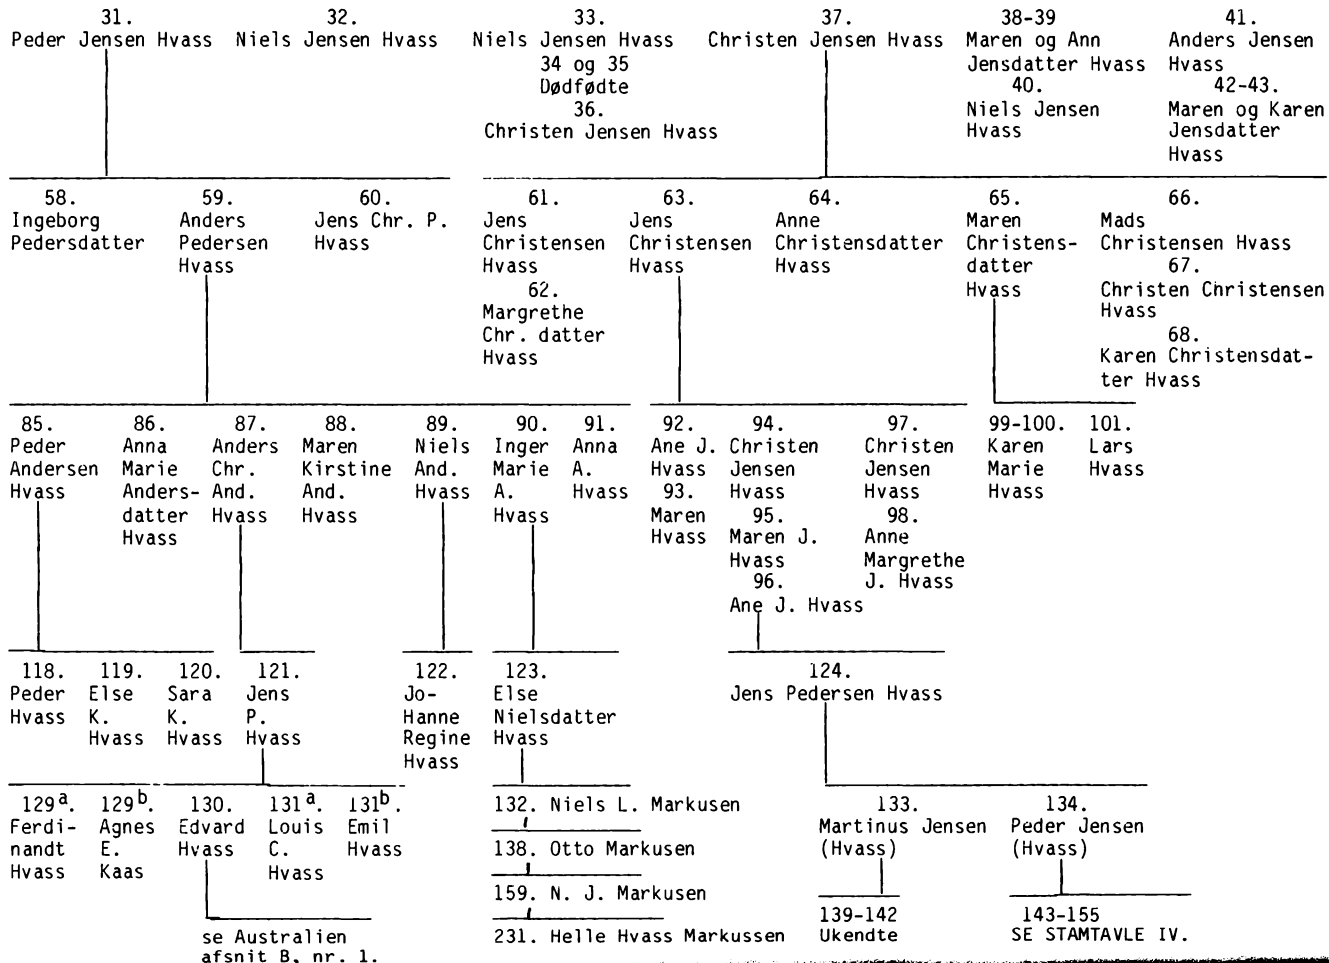 31.
Peder Jensen Hvass
32.
Niels Jensen Hvass
33.
Niels Jensen Hvass
34 og 35
Dødfødte
36.
Christen Jensen Hvass
37.
Christen Jensen Hvass
38-39
Maren og Ann
Jensdatter Hvass
40.
Niels Jensen
Hvass
41.
Anders Jensen
Hvass
42-43.
Maren og Karen
Jensdatter
Hvass
58.
Ingeborg
Pedersdatter
59.
Anders
Pedersen
Hvass
60.
Jens Chr. P.
Hvass
61.
Jens
Christensen
Hvass
62.
Margrethe
Chr. datter
Hvass
63.
Jens
Christensen
Hvass
64.
Anne
Christensdatter
Hvass
65.
Maren
Christens-
datter
Hvass
66.
Mads
Christensen Hvass
67.
Christen Christensen
Hvass
68.
Karen Christensdat-
ter Hvass
85.
Peder
Andersen
Hvass
86.
Anna
Marie
Anders-
datter
Hvass
87.
Anders
Chr.
And.
Hvass
88.
Maren
Kirstine
And.
Hvass
89.
Niels
And.
Hvass
90.
Inger
Marie
A.
Hvass
91.
Anna
A.
Hvass
92.
Ane J.
Hvass
93.
Maren
Hvass
94.
Christen
Jensen
Hvass
95.
Maren J.
Hvass
96.
Ane J. Hvass
97.
Christen
Jensen
Hvass
98.
Anne
Margrethe
J. Hvass
99-100.
Karen
Marie
Hvass
101.
Lars
Hvass
118.
Peder
Hvass
119.
Else
K.
Hvass
120.
Sara
K.
Hvass
121.
Jens
P.
Hvass
122.
Jo-
Hanne
Regine
Hvass
123.
Else
Nielsdatter
Hvass
124.
Jens Pedersen Hvass
129a.
Ferdi-
nandt
Hvass
129b.
Agnes
E.
Kaas
130.
Edvard
Hvass
131a.
Louis
C.
Hvass
131b.
Emil
Hvass
132. Niels L. Markusen
138. Otto Markusen
159. N. J. Markusen
231. Helle Hvass Markussen
133.
Martinus Jensen
(Hvass)
134.
Peder Jensen
(Hvass)
139-142
Ukendte
143-155
SE STAMTAVLE IV.
se Australien
afsnit B, nr. 1.